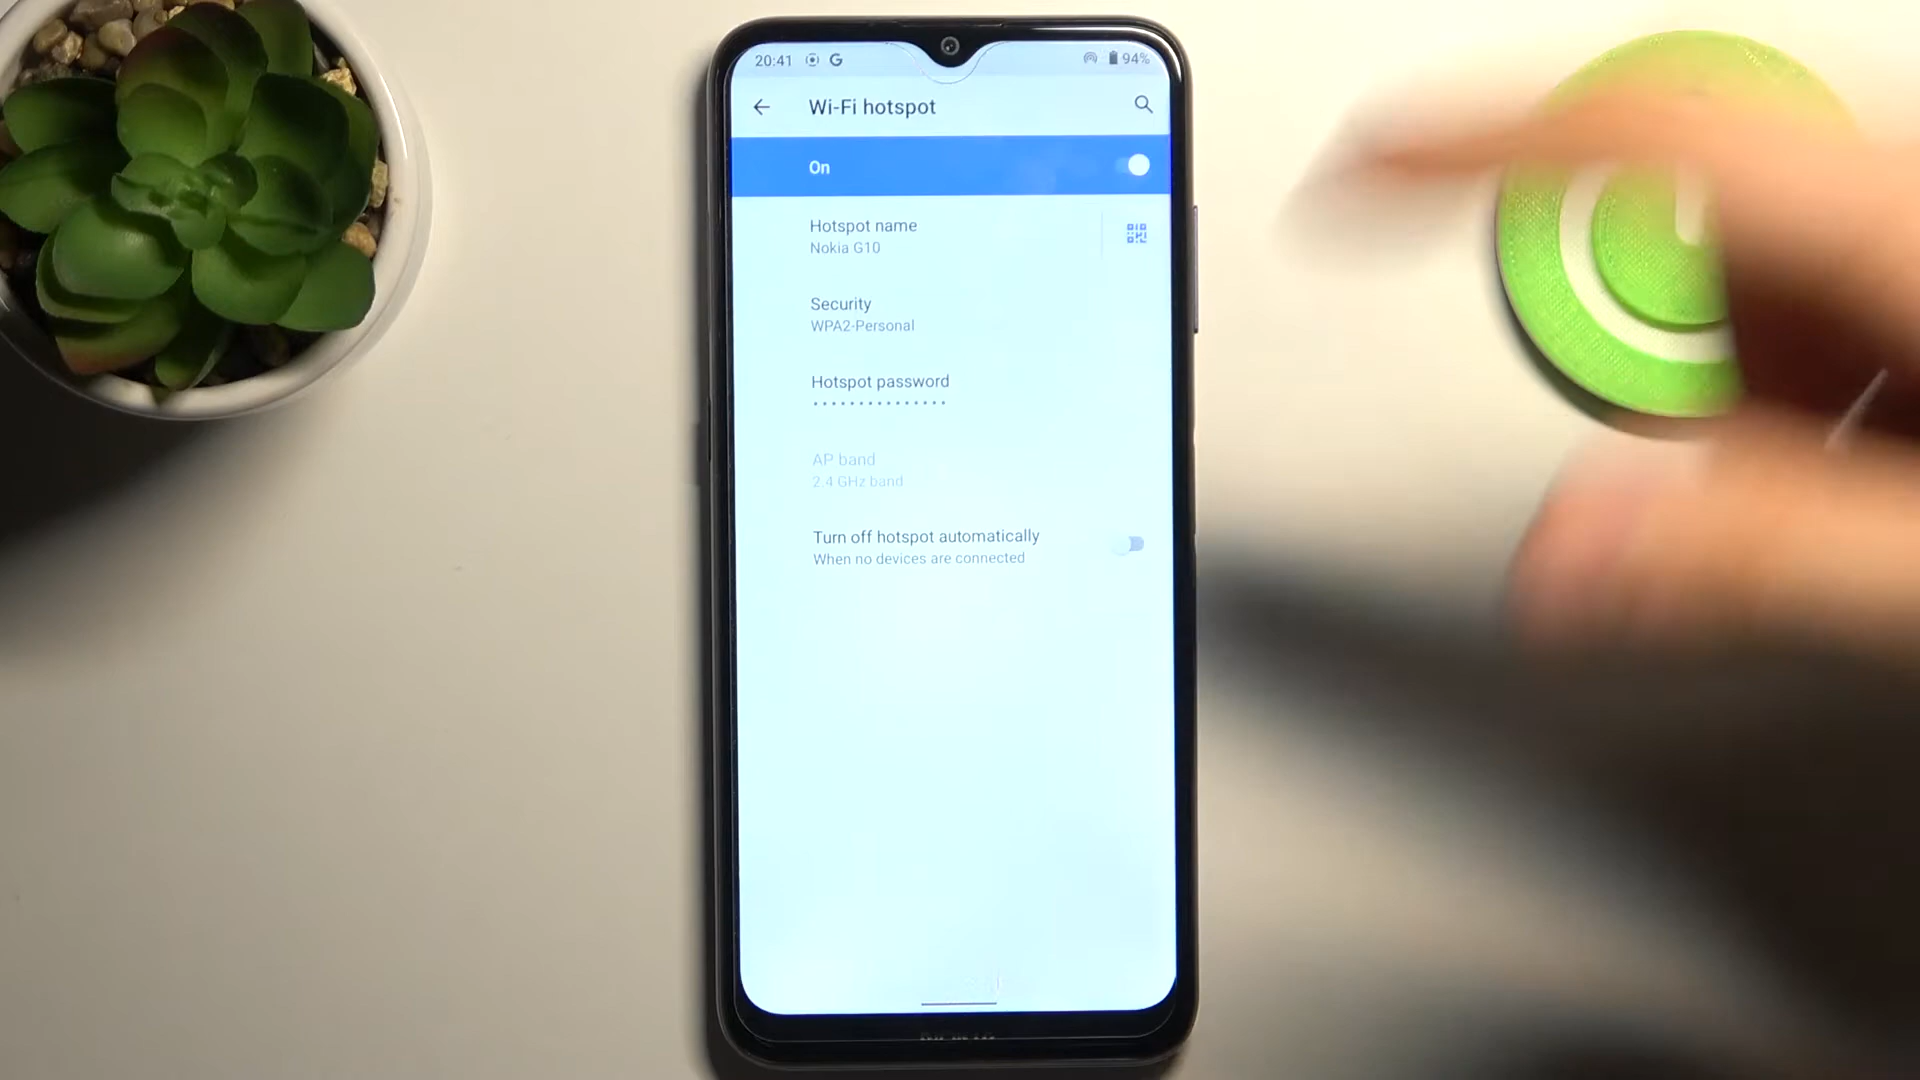 20:41 G 94%
Wi-Fi hotspot
On
Hotspot name
Nokia G10
Security
WPA2-Personal
Hotspot password
•••••••••••••••
AP band
2.4 GHz band
Turn off hotspot automatically
When no devices are connected